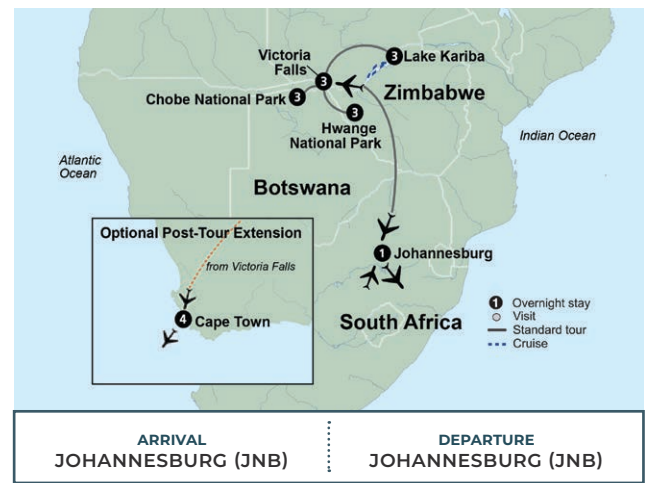 Victoria
Falls
3
3
Lake Kariba
Chobe National Park
3
3
Hwange
National Park
Zimbabwe
Indian Ocean
Atlantic
Ocean
Botswana
Optional Post-Tour Extension
from Victoria Falls
4
Cape Town
1
Johannesburg
South Africa
1 Overnight stay
Visit
Standard tour
Cruise
ARRIVAL
JOHANNESBURG (JNB)
DEPARTURE
JOHANNESBURG (JNB)